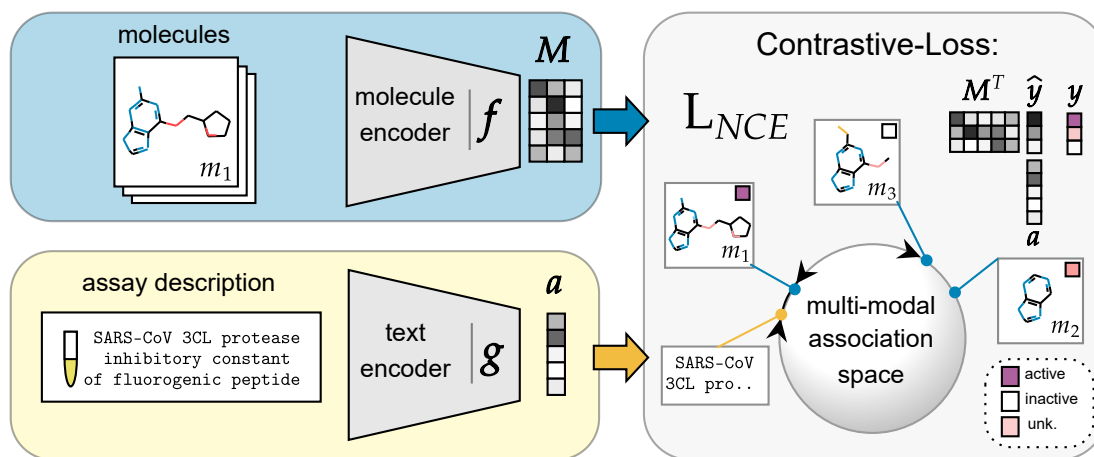 molecules
m₁
molecule
encoder
f
M
assay description
SARS-CoV 3CL protease
inhibitory constant
of fluorogenic peptide
text
encoder
g
a
Contrastive-Loss:
L_NCE
Mᵀ
ŷ
y
a
m₃
m₁
m₂
multi-modal
association
space
SARS-CoV
3CL pro..
active
inactive
unk.